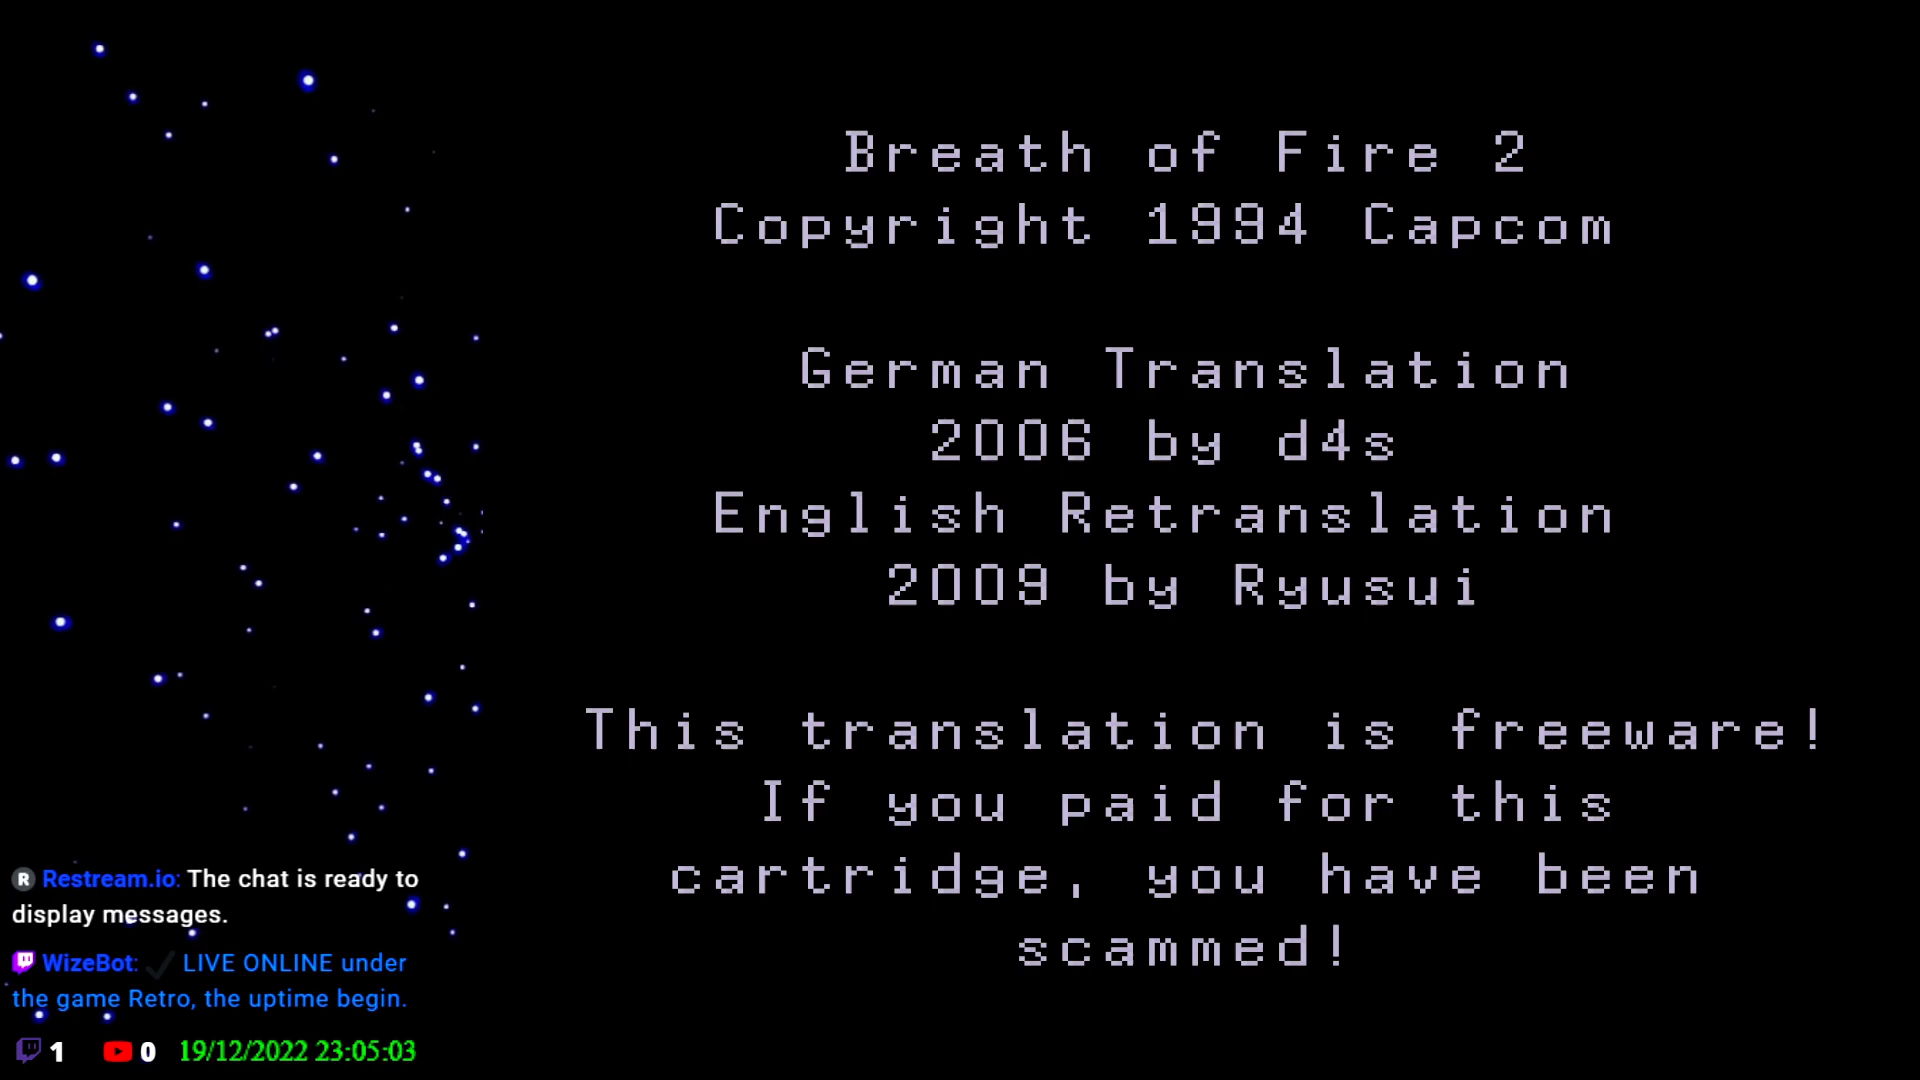 Breath of Fire 2
Copyright 1994 Capcom
German Translation
2006 by d4s
English Retranslation
2009 by Ryusui
This translation is freeware!
If you paid for this
cartridge, you have been
scammed!
Restream.io: The chat is ready to
display messages.
WizeBot: LIVE ONLINE under
the game Retro, the uptime begin.
1 0 19/12/2022 23:05:03